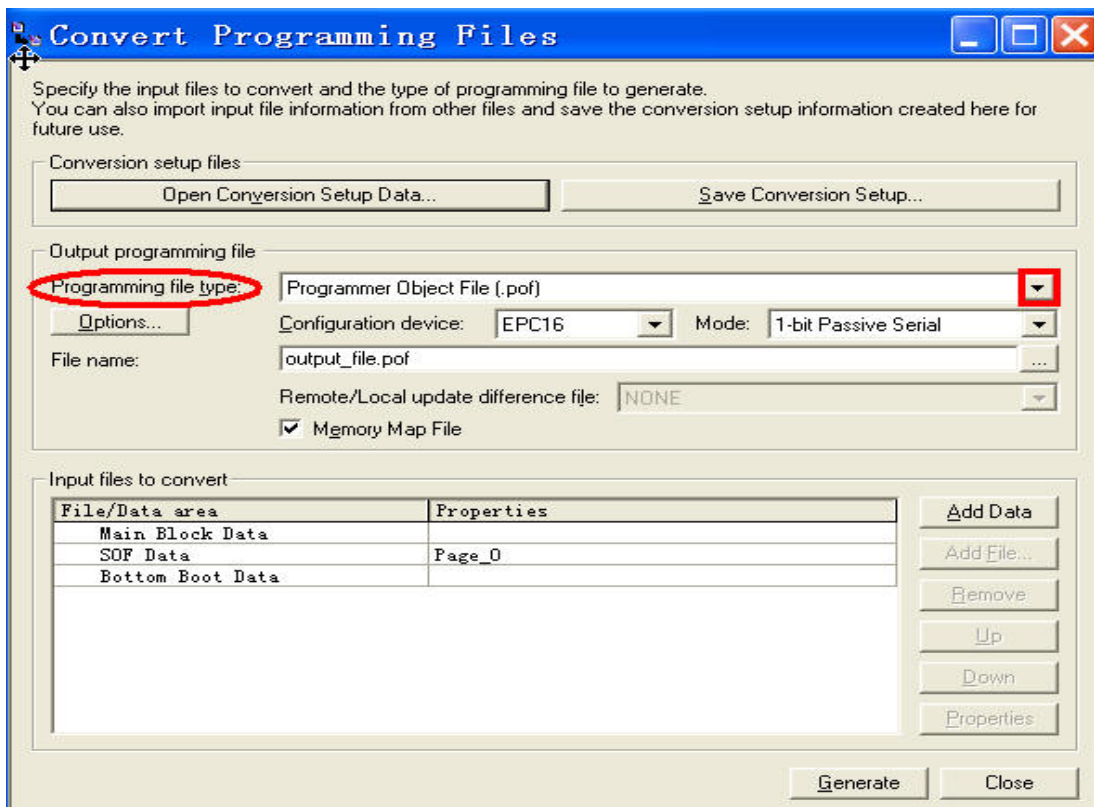 Convert Programming Files
Specify the input files to convert and the type of programming file to generate.
You can also import input file information from other files and save the conversion setup information created here for
future use.
Conversion setup files
Open Conversion Setup Data...
Save Conversion Setup...
Output programming file
Programming file type:
Programmer Object File (.pof)
Options...
Configuration device:
EPC16
Mode:
1-bit Passive Serial
File name:
output_file.pof
...
Remote/Local update difference file:
NONE
Memory Map File
Input files to convert
File/Data area
Properties
Add Data
Main Block Data
SOF Data
Page_0
Add File...
Bottom Boot Data
Remove
Up
Down
Properties
Generate
Close